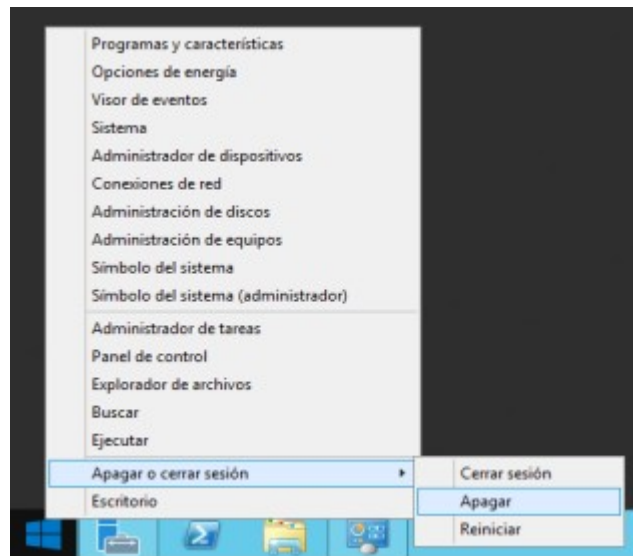 Programas y características
Opciones de energía
Visor de eventos
Sistema
Administrador de dispositivos
Conexiones de red
Administración de discos
Administración de equipos
Símbolo del sistema
Símbolo del sistema (administrador)
Administrador de tareas
Panel de control
Explorador de archivos
Buscar
Ejecutar
Apagar o cerrar sesión
Escritorio
Cerrar sesión
Apagar
Reiniciar